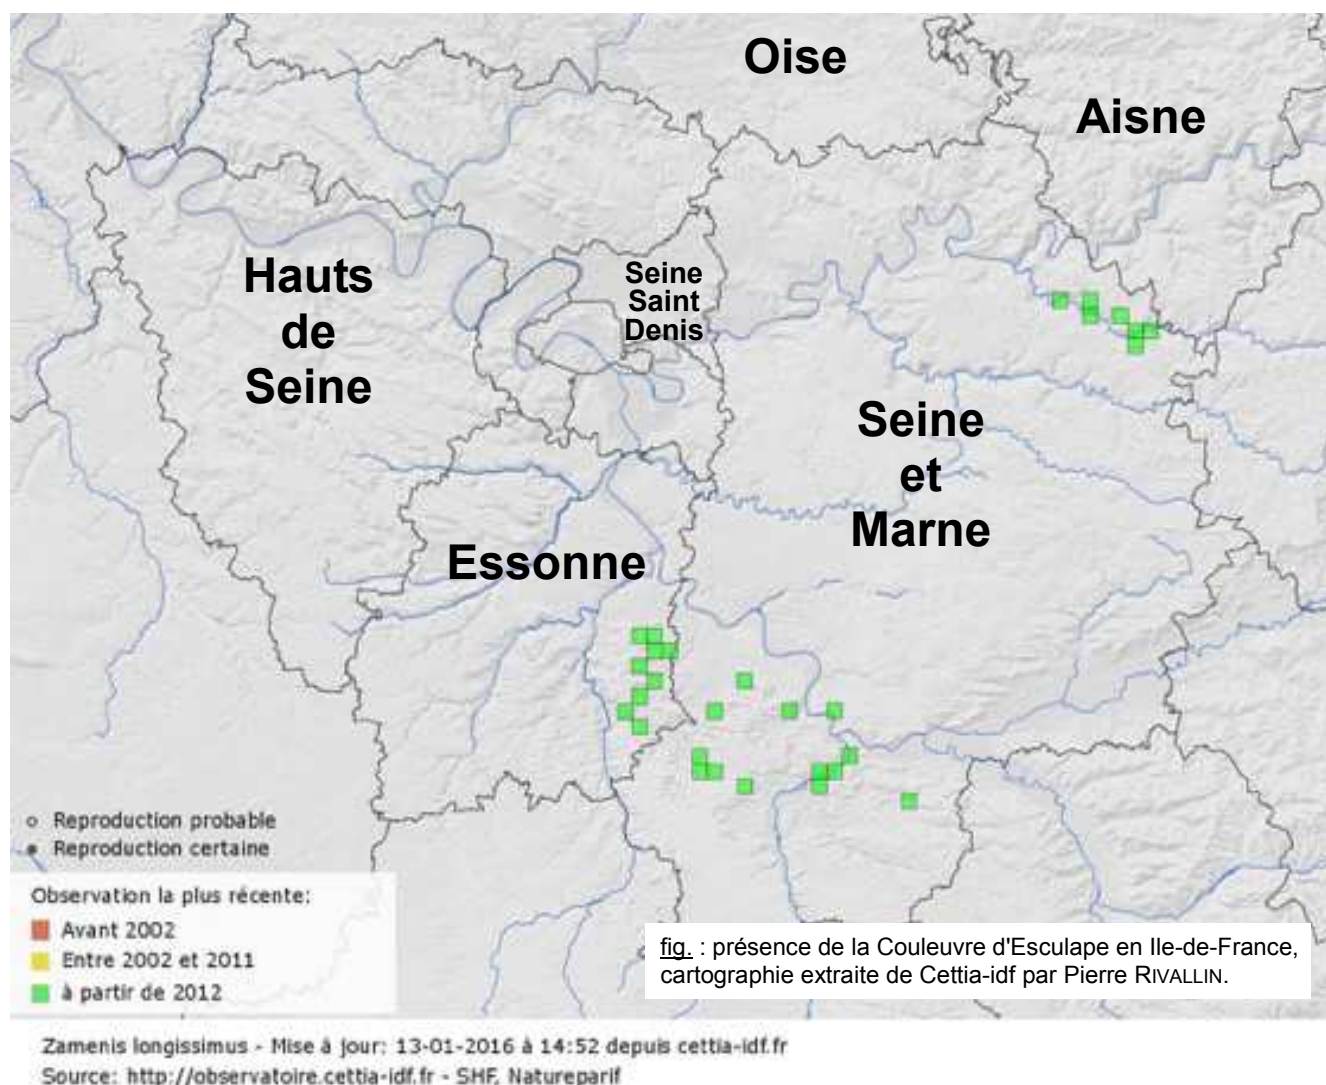 Oise
Aisne
Hauts
de
Seine
Seine
Saint
Denis
Seine
et
Marne
Essonne
Reproduction probable
Reproduction certaine
Observation la plus récente:
Avant 2002
Entre 2002 et 2011
à partir de 2012
fig. : présence de la Couleuvre d'Esculape en Ile-de-France,
cartographie extraite de Cettia-idf par Pierre RIVALLIN.
Zamenis longissimus - Mise à jour: 13-01-2016 à 14:52 depuis cettia-idf.fr
Source: http://observatoire.cettia-idf.fr - SHF, Natureparif